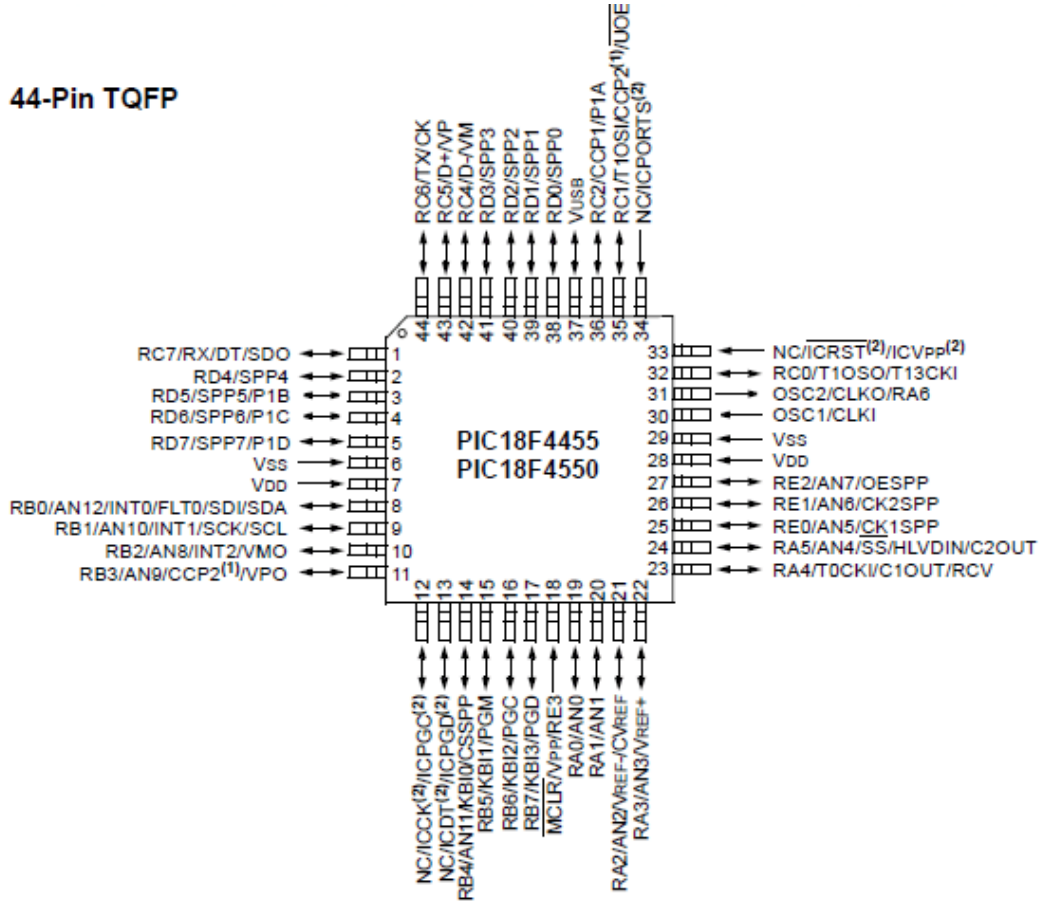 44-Pin TQFP
RC6/TX/CK
RC5/D+/VP
RC4/D-/VM
RD3/SPP3
RD2/SPP2
RD1/SPP1
RD0/SPP0
VUSB
RC2/CCP1/P1A
RC1/T1OSI/CCP2(1)/UOE
NC/ICPORTS(2)
44
43
42
41
40
39
38
37
36
35
34
RC7/RX/DT/SDO 1
RD4/SPP4 2
RD5/SPP5/P1B 3
RD6/SPP6/P1C 4
RD7/SPP7/P1D 5
VSS 6
VDD 7
RB0/AN12/INT0/FLT0/SDI/SDA 8
RB1/AN10/INT1/SCK/SCL 9
RB2/AN8/INT2/VMO 10
RB3/AN9/CCP2(1)/VPO 11
PIC18F4455
PIC18F4550
33 NC/ICRST(2)/ICVPP(2)
32 RC0/T1OSO/T13CKI
31 OSC2/CLKO/RA6
30 OSC1/CLKI
29 VSS
28 VDD
27 RE2/AN7/OESPP
26 RE1/AN6/CK2SPP
25 RE0/AN5/CK1SPP
24 RA5/AN4/SS/HLVDIN/C2OUT
23 RA4/T0CKI/C1OUT/RCV
12
13
14
15
16
17
18
19
20
21
22
NC/ICCK(2)/ICPGC(2)
NC/ICDT(2)/ICPGD(2)
RB4/AN11/KBI0/CSSPP
RB5/KBI1/PGM
RB6/KBI2/PGC
RB7/KBI3/PGD
MCLR/VPP/RE3
RA0/AN0
RA1/AN1
RA2/AN2/VREF-/CVREF
RA3/AN3/VREF+